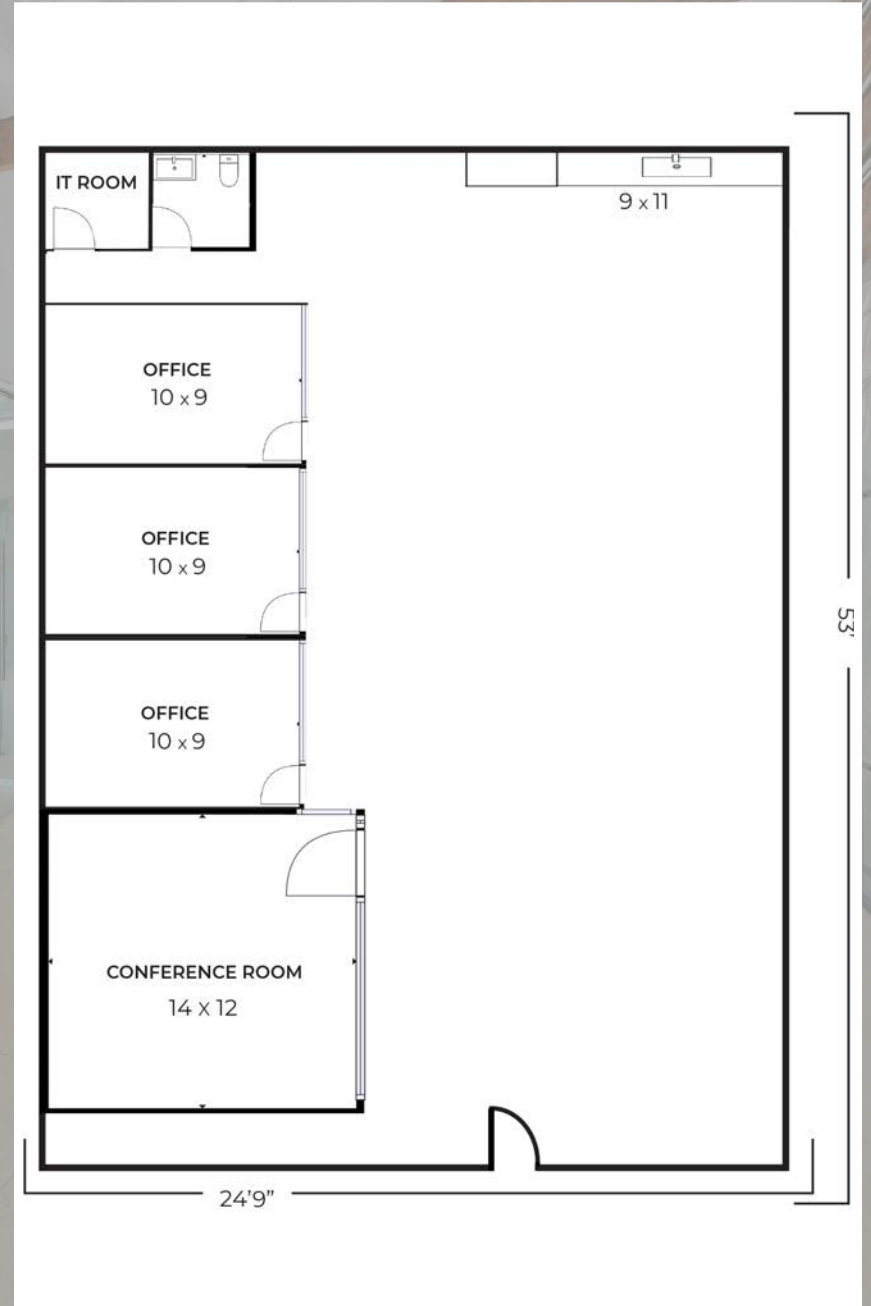 IT ROOM
9 x 11
OFFICE
10 x 9
OFFICE
10 x 9
53'
OFFICE
10 x 9
CONFERENCE ROOM
14 X 12
24’9”